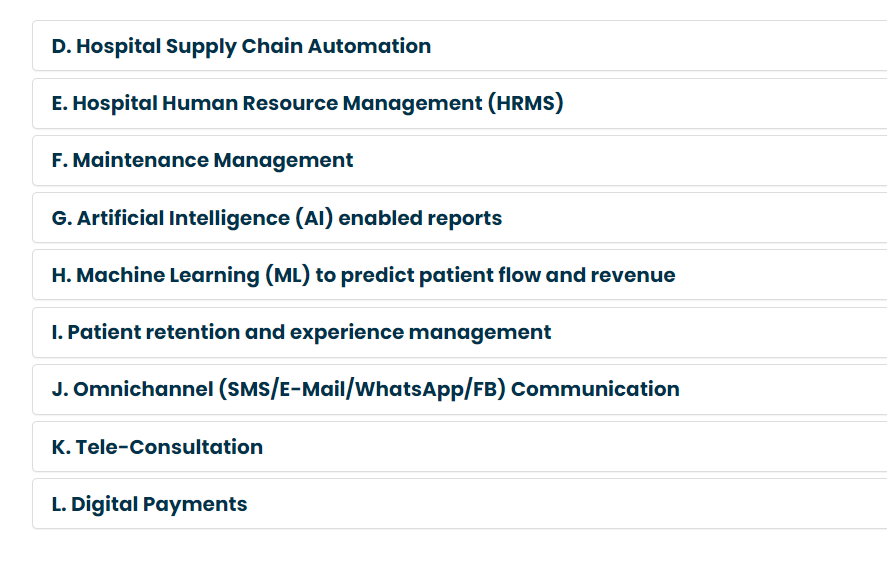 D. Hospital Supply Chain Automation
E. Hospital Human Resource Management (HRMS)
F. Maintenance Management
G. Artificial Intelligence (AI) enabled reports
H. Machine Learning (ML) to predict patient flow and revenue
I. Patient retention and experience management
J. Omnichannel (SMS/E-Mail/WhatsApp/FB) Communication
K. Tele-Consultation
L. Digital Payments